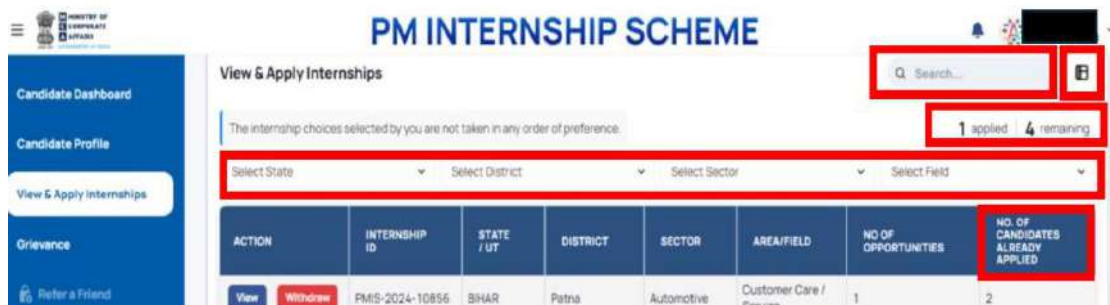 MINISTRY OF
CORPORATE
AFFAIRS
GOVERNMENT OF INDIA
PM INTERNSHIP SCHEME
Candidate Dashboard
Candidate Profile
View & Apply Internships
Grievance
Refer a Friend
View & Apply Internships
Search...
The internship choices selected by you are not taken in any order of preference.
1 applied 4 remaining
Select State Select District Select Sector Select Field
ACTION INTERNSHIP ID STATE / UT DISTRICT SECTOR AREA/FIELD NO OF OPPORTUNITIES NO. OF CANDIDATES ALREADY APPLIED
View Withdraw PMIS-2024-10856 BIHAR Patna Automotive Customer Care / 1 2